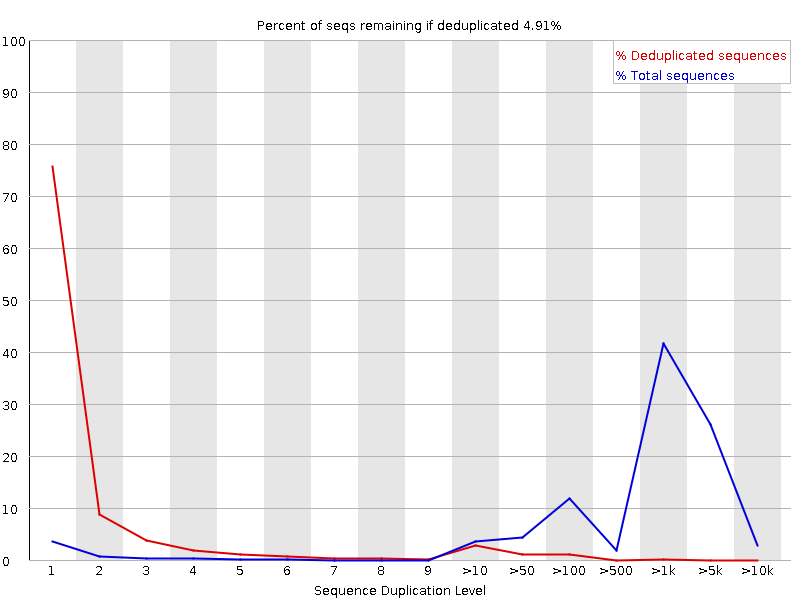 Percent of seqs remaining if deduplicated 4.91%
% Deduplicated sequences
% Total sequences
100
90
80
70
60
50
40
30
20
10
0
1 2 3 4 5 6 7 8 9 >10 >50 >100 >500 >1k >5k >10k
Sequence Duplication Level